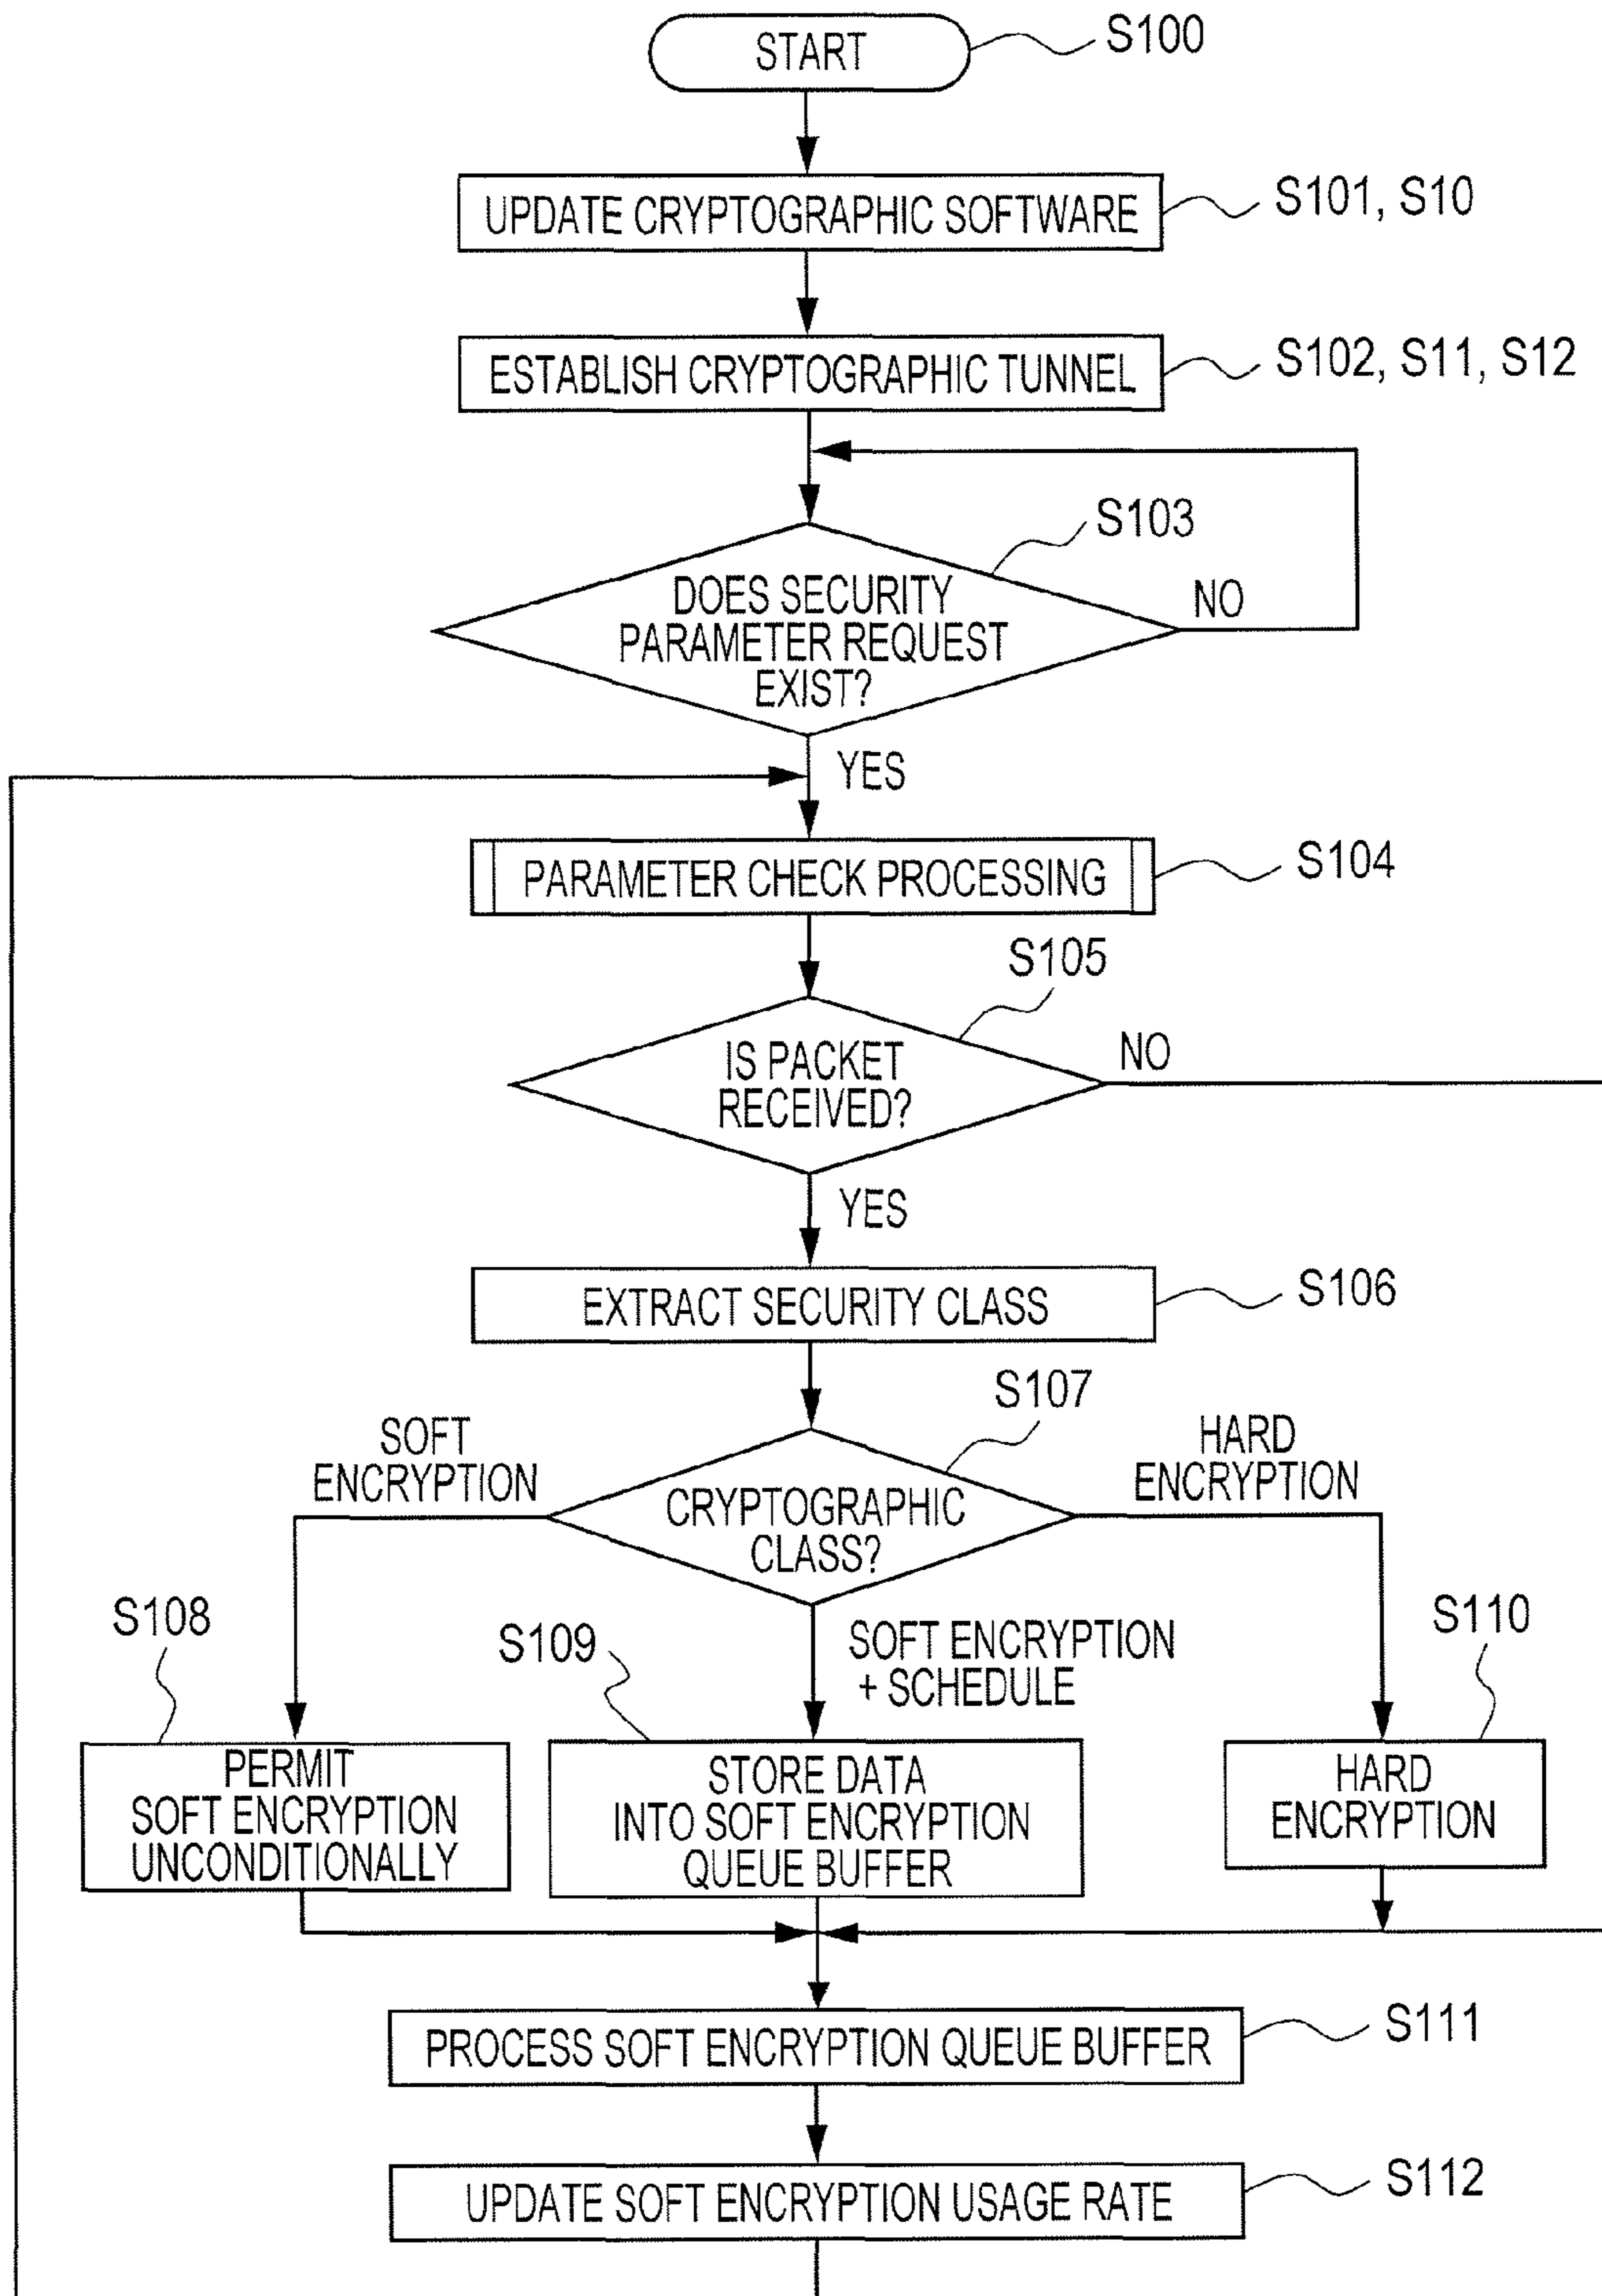 START
S100
UPDATE CRYPTOGRAPHIC SOFTWARE
S101, S10
ESTABLISH CRYPTOGRAPHIC TUNNEL
S102, S11, S12
S103
DOES SECURITY
PARAMETER REQUEST
EXIST?
NO
YES
PARAMETER CHECK PROCESSING
S104
S105
IS PACKET
RECEIVED?
NO
YES
EXTRACT SECURITY CLASS
S106
S107
SOFT
ENCRYPTION
CRYPTOGRAPHIC
CLASS?
HARD
ENCRYPTION
S108
S109
SOFT ENCRYPTION
+ SCHEDULE
S110
PERMIT
SOFT ENCRYPTION
UNCONDITIONALLY
STORE DATA
INTO SOFT ENCRYPTION
QUEUE BUFFER
HARD
ENCRYPTION
PROCESS SOFT ENCRYPTION QUEUE BUFFER
S111
UPDATE SOFT ENCRYPTION USAGE RATE
S112